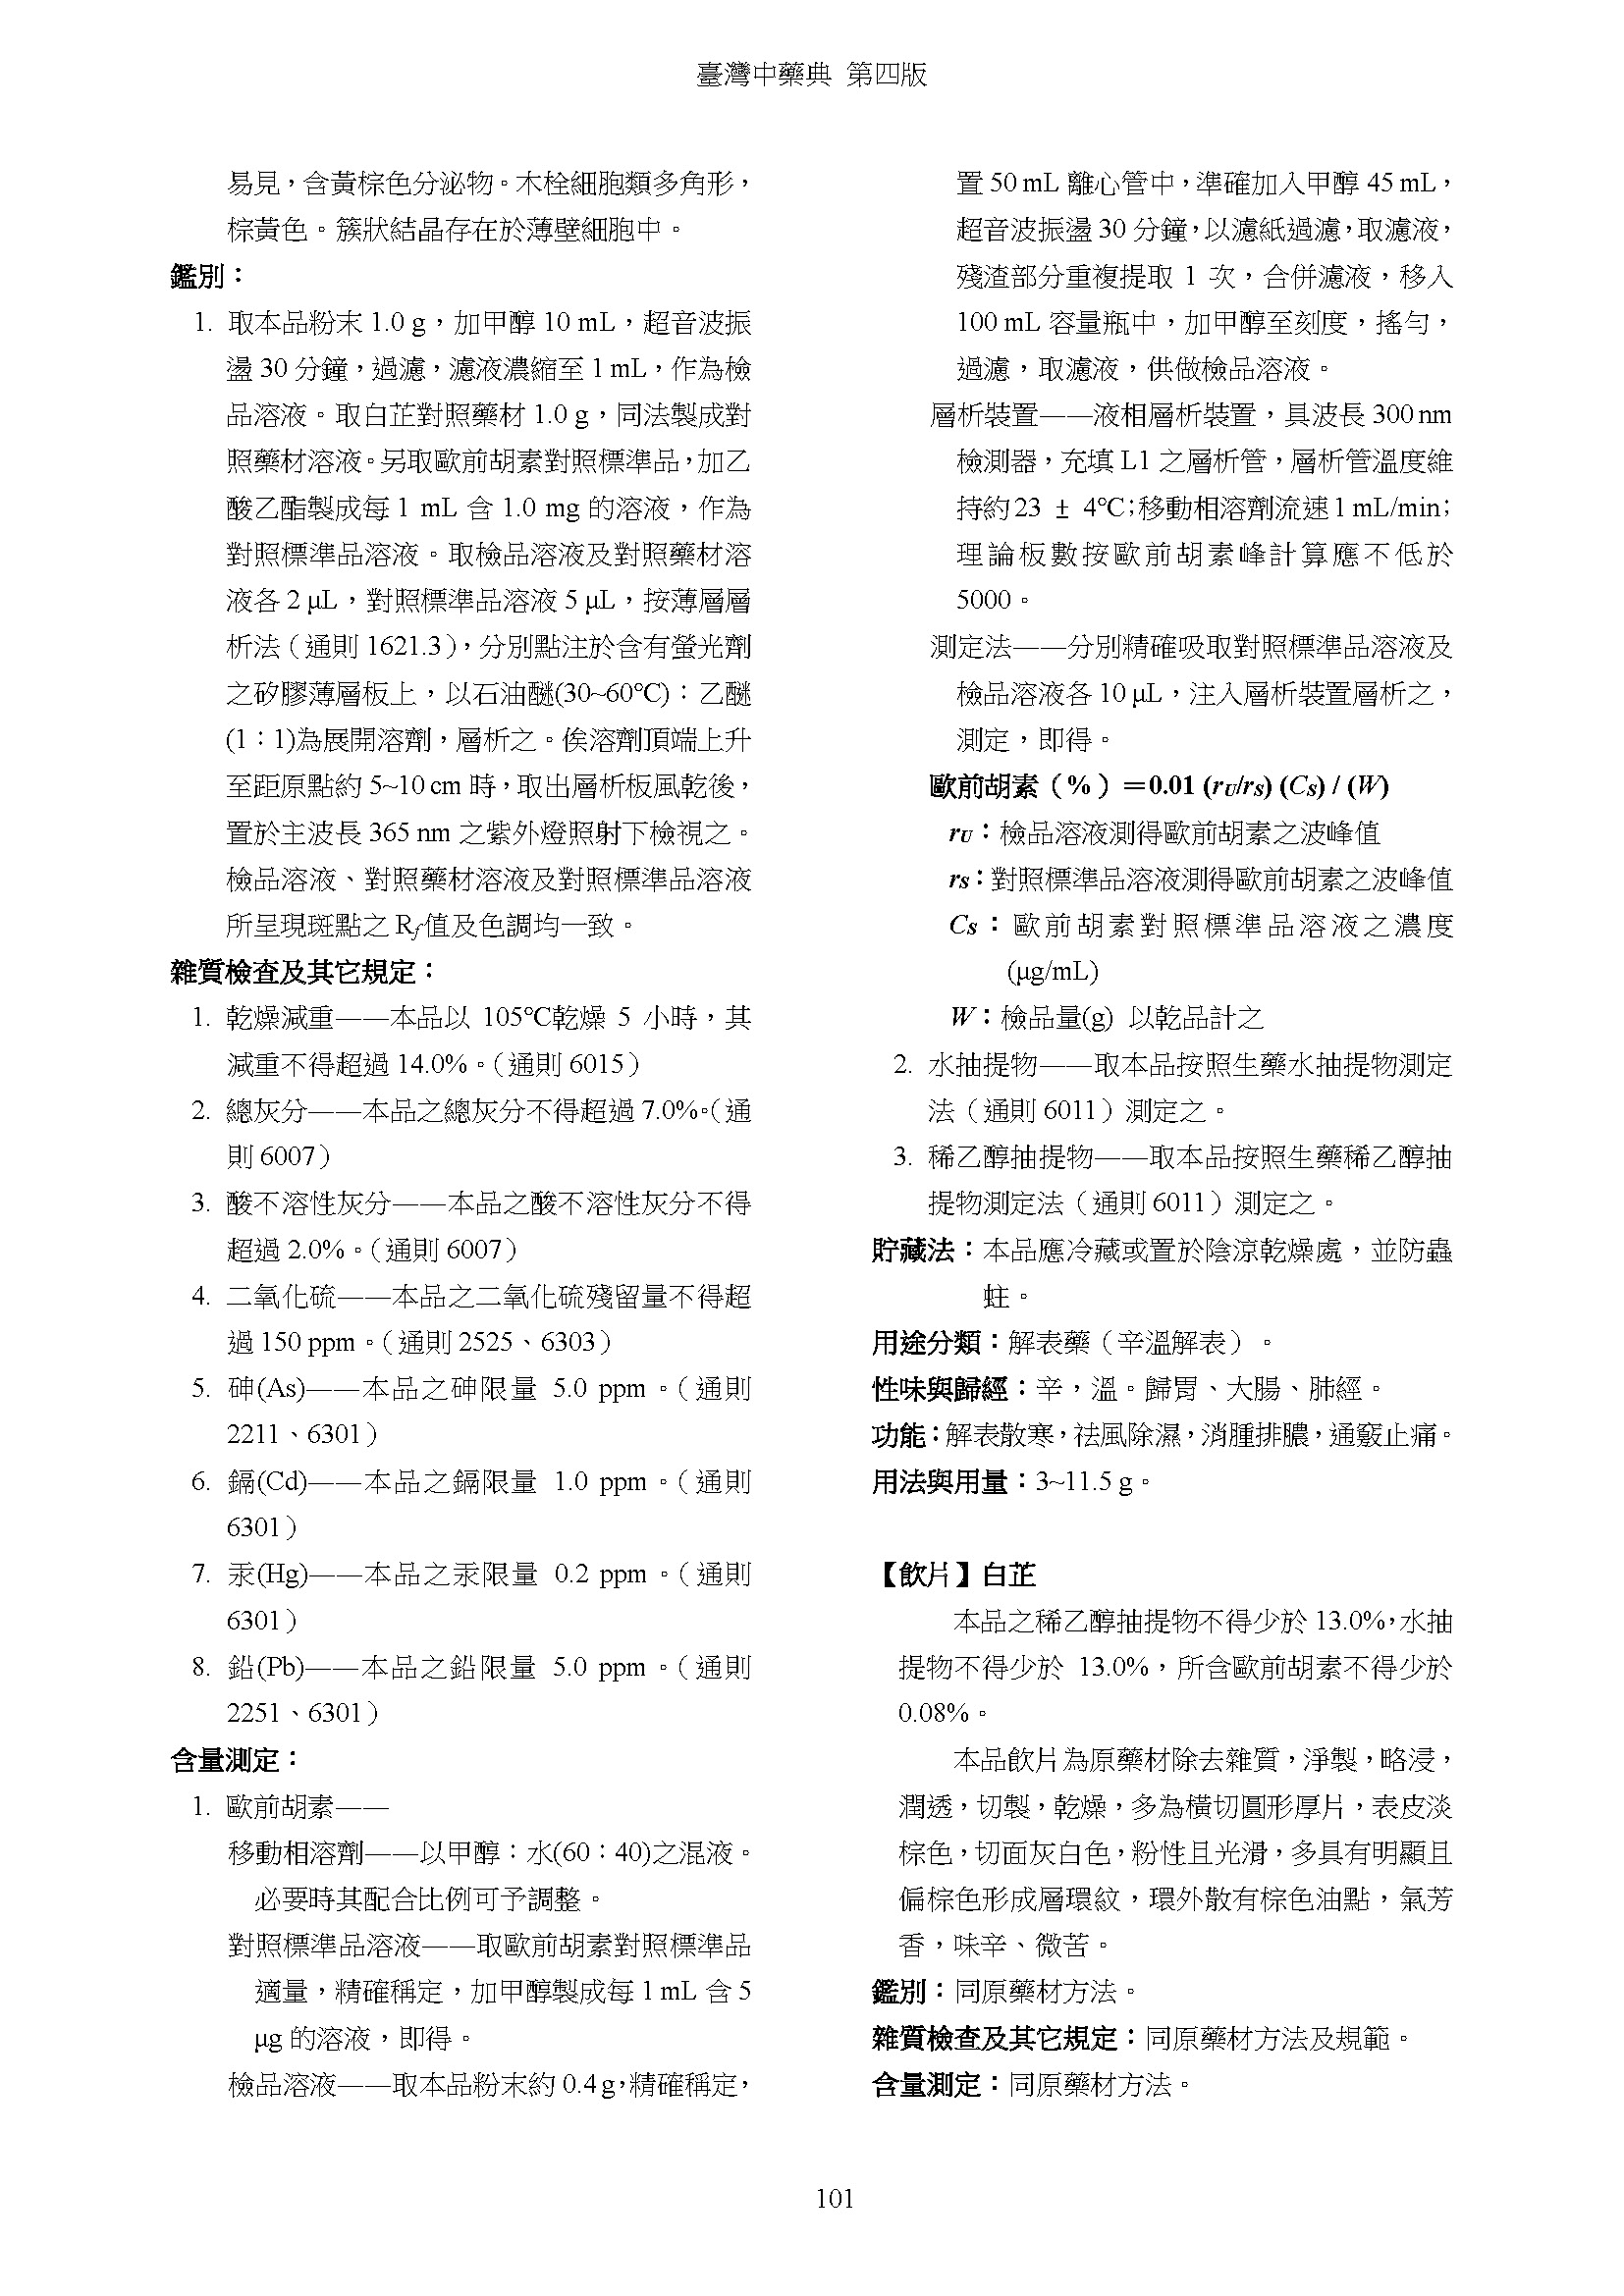 臺灣中藥典 第四版
易見，含黃棕色分泌物。木栓細胞類多角形，
棕黃色。簇狀結晶存在於薄壁細胞中。
鑑別：
1. 取本品粉末 1.0 g，加甲醇 10 mL，超音波振
盪 30 分鐘，過濾，濾液濃縮至 1 mL，作為檢
品溶液。取白芷對照藥材 1.0 g，同法製成對
照藥材溶液。另取歐前胡素對照標準品，加乙
酸乙酯製成每 1 mL 含 1.0 mg 的溶液，作為
對照標準品溶液。取檢品溶液及對照藥材溶
液各 2 μL，對照標準品溶液 5 μL，按薄層層
析法（通則 1621.3），分別點注於含有螢光劑
之矽膠薄層板上，以石油醚(30~60℃)：乙醚
(1：1)為展開溶劑，層析之。俟溶劑頂端上升
至距原點約 5~10 cm 時，取出層析板風乾後，
置於主波長 365 nm 之紫外燈照射下檢視之。
檢品溶液、對照藥材溶液及對照標準品溶液
所呈現斑點之 Rf值及色調均一致。
雜質檢查及其它規定：
1. 乾燥減重——本品以 105℃乾燥 5 小時，其
減重不得超過 14.0%。（通則 6015）
2. 總灰分——本品之總灰分不得超過 7.0%。（通
則 6007）
3. 酸不溶性灰分——本品之酸不溶性灰分不得
超過 2.0%。（通則 6007）
4. 二氧化硫——本品之二氧化硫殘留量不得超
過 150 ppm。（通則 2525、6303）
5. 砷(As)——本品之砷限量 5.0 ppm。（通則
2211、6301）
6. 鎘(Cd)——本品之鎘限量 1.0 ppm。（通則
6301）
7. 汞(Hg)——本品之汞限量 0.2 ppm。（通則
6301）
8. 鉛(Pb)——本品之鉛限量 5.0 ppm。（通則
2251、6301）
含量測定：
1. 歐前胡素——
移動相溶劑——以甲醇：水(60：40)之混液。
必要時其配合比例可予調整。
對照標準品溶液——取歐前胡素對照標準品
適量，精確稱定，加甲醇製成每 1 mL 含 5
μg 的溶液，即得。
檢品溶液——取本品粉末約 0.4 g，精確稱定，
置 50 mL 離心管中，準確加入甲醇 45 mL，
超音波振盪 30 分鐘，以濾紙過濾，取濾液，
殘渣部分重複提取 1 次，合併濾液，移入
100 mL 容量瓶中，加甲醇至刻度，搖勻，
過濾，取濾液，供做檢品溶液。
層析裝置——液相層析裝置，具波長 300 nm
檢測器，充填 L1 之層析管，層析管溫度維
持約 23 ± 4℃；移動相溶劑流速 1 mL/min；
理論板數按歐前胡素峰計算應不低於
5000。
測定法——分別精確吸取對照標準品溶液及
檢品溶液各 10 μL，注入層析裝置層析之，
測定，即得。
歐前胡素（%）＝0.01 (rU/rS) (CS) / (W)
rU：檢品溶液測得歐前胡素之波峰值
rS：對照標準品溶液測得歐前胡素之波峰值
CS：歐前胡素對照標準品溶液之濃度
(μg/mL)
W：檢品量(g) 以乾品計之
2. 水抽提物——取本品按照生藥水抽提物測定
法（通則 6011）測定之。
3. 稀乙醇抽提物——取本品按照生藥稀乙醇抽
提物測定法（通則 6011）測定之。
貯藏法：本品應冷藏或置於陰涼乾燥處，並防蟲
蛀。
用途分類：解表藥（辛溫解表）。
性味與歸經：辛，溫。歸胃、大腸、肺經。
功能：解表散寒，祛風除濕，消腫排膿，通竅止痛。
用法與用量：3~11.5 g。
【飲片】白芷
本品之稀乙醇抽提物不得少於 13.0%，水抽
提物不得少於 13.0%，所含歐前胡素不得少於
0.08%。
本品飲片為原藥材除去雜質，淨製，略浸，
潤透，切製，乾燥，多為橫切圓形厚片，表皮淡
棕色，切面灰白色，粉性且光滑，多具有明顯且
偏棕色形成層環紋，環外散有棕色油點，氣芳
香，味辛、微苦。
鑑別：同原藥材方法。
雜質檢查及其它規定：同原藥材方法及規範。
含量測定：同原藥材方法。
101